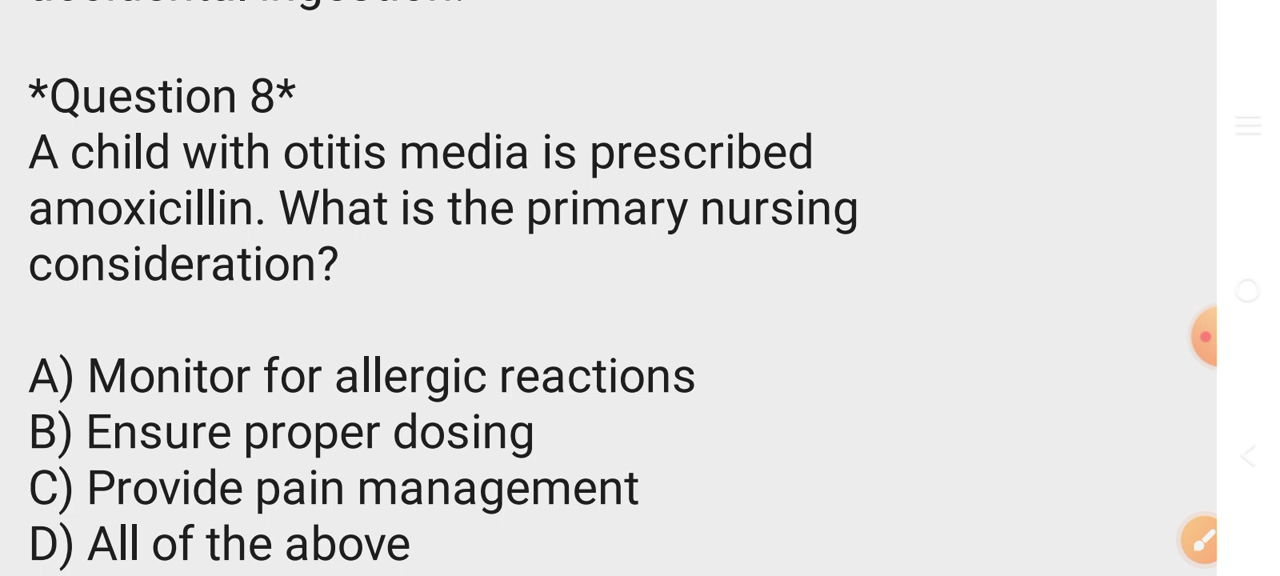 *Question 8*
A child with otitis media is prescribed
amoxicillin. What is the primary nursing
consideration?
A) Monitor for allergic reactions
B) Ensure proper dosing
C) Provide pain management
D) All of the above